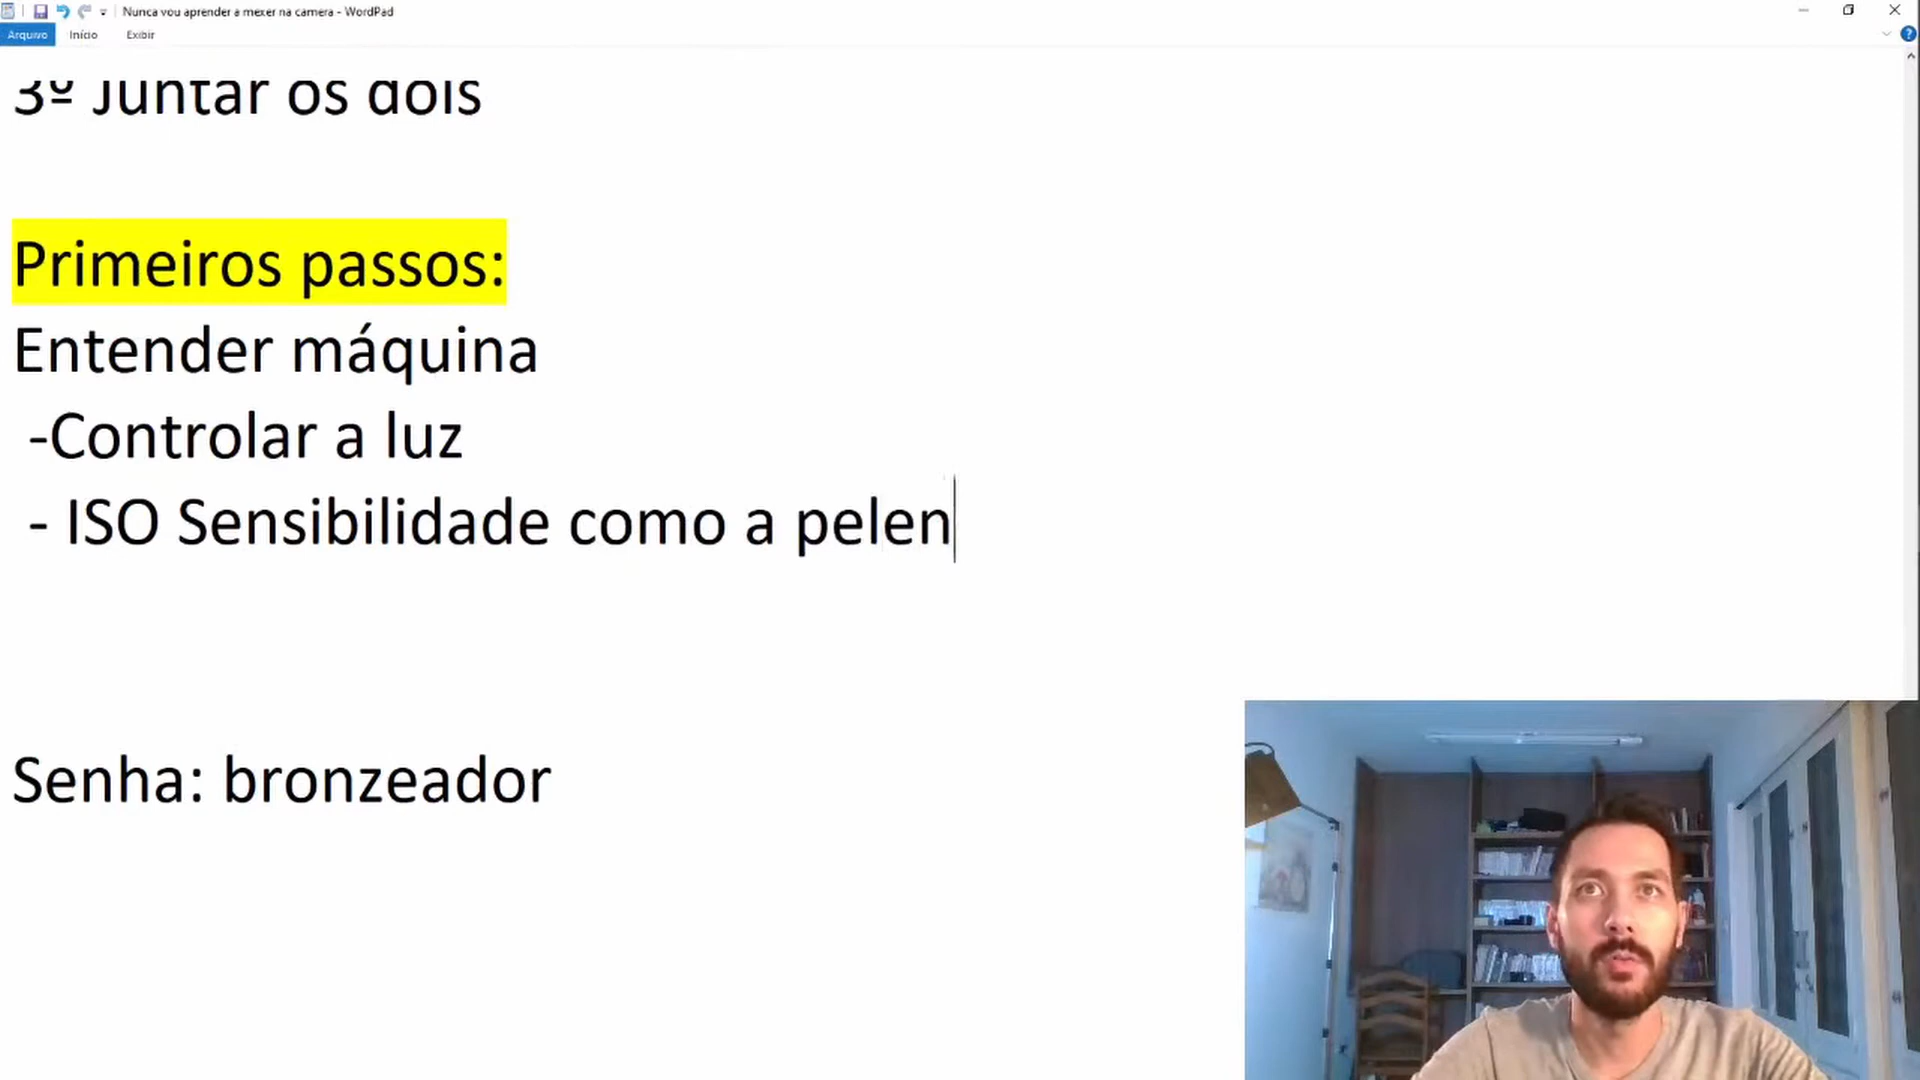 Nunca vou aprender a mexer na camera - WordPad
Arquivo Início Exibir
3º Juntar os dois
Primeiros passos:
Entender máquina
-Controlar a luz
- ISO Sensibilidade como a pelen
Senha: bronzeador